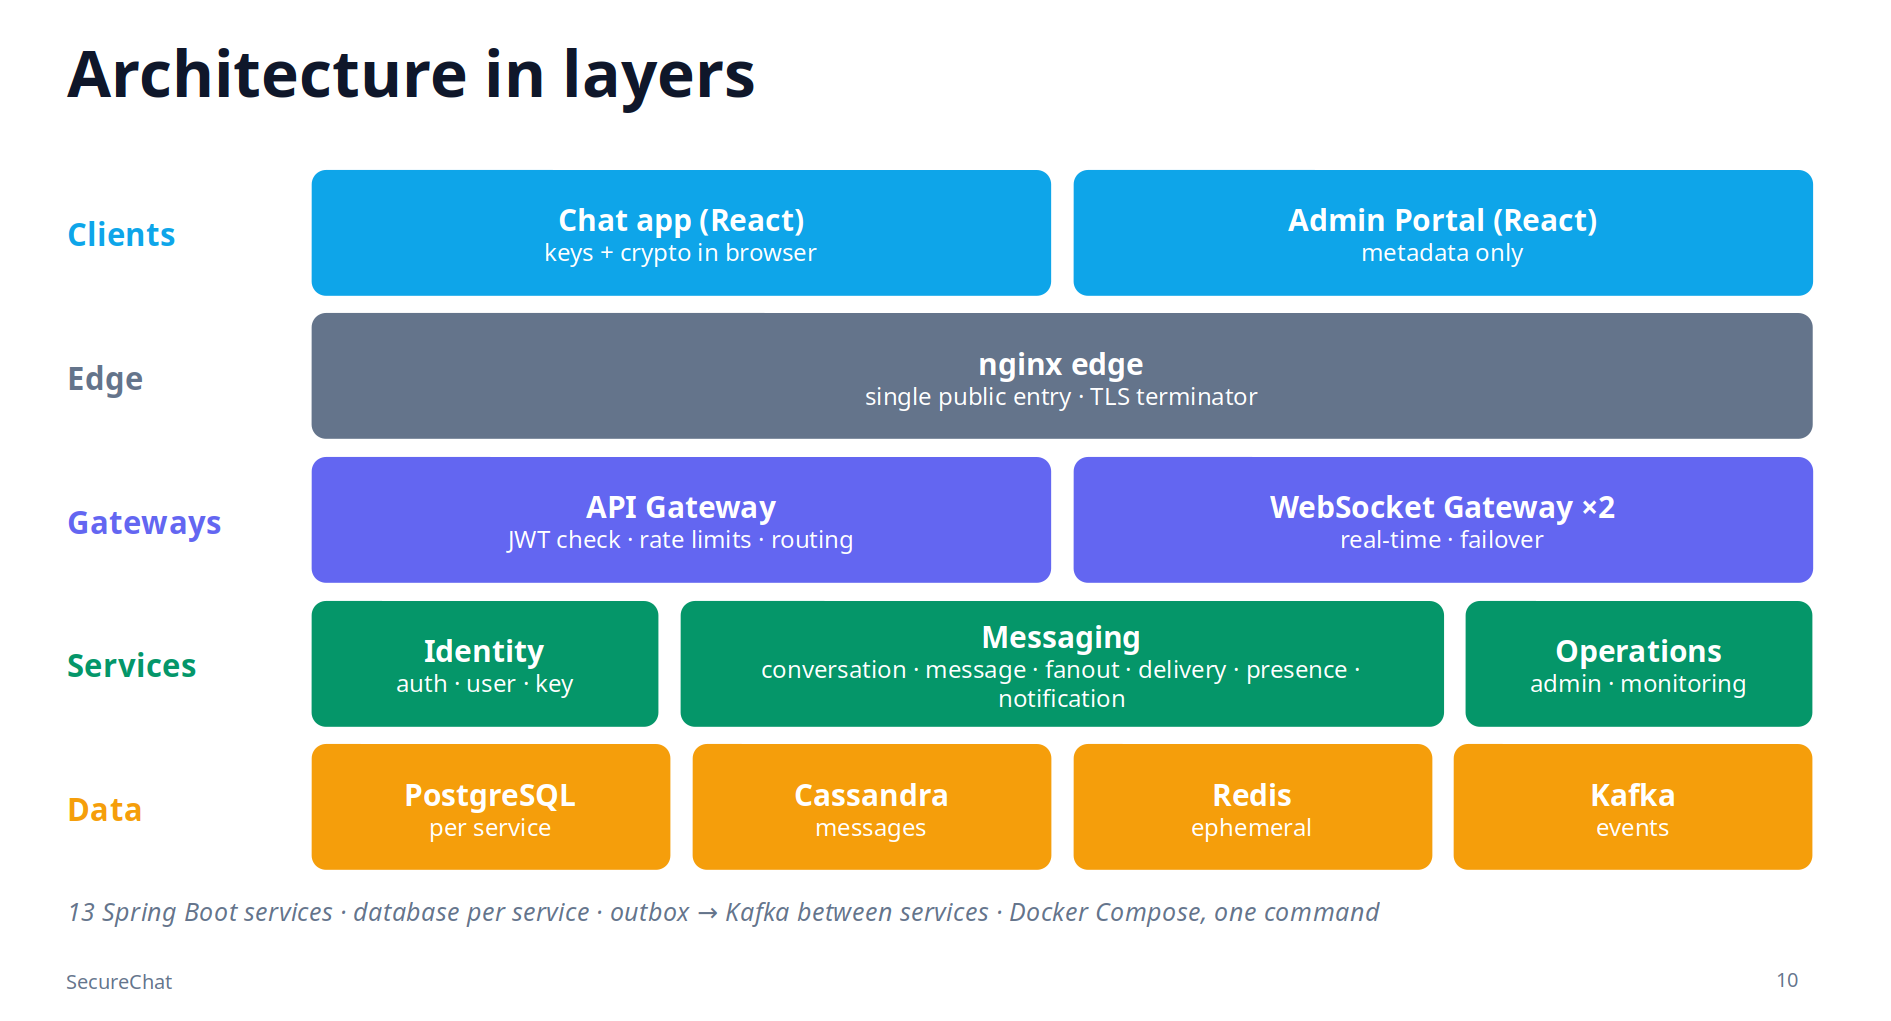 Architecture in layers
Clients
Chat app (React)
keys + crypto in browser
Admin Portal (React)
metadata only
Edge
nginx edge
single public entry · TLS terminator
Gateways
API Gateway
JWT check · rate limits · routing
WebSocket Gateway ×2
real-time · failover
Services
Identity
auth · user · key
Messaging
conversation · message · fanout · delivery · presence ·
notification
Operations
admin · monitoring
Data
PostgreSQL
per service
Cassandra
messages
Redis
ephemeral
Kafka
events
13 Spring Boot services · database per service · outbox → Kafka between services · Docker Compose, one command
SecureChat
10